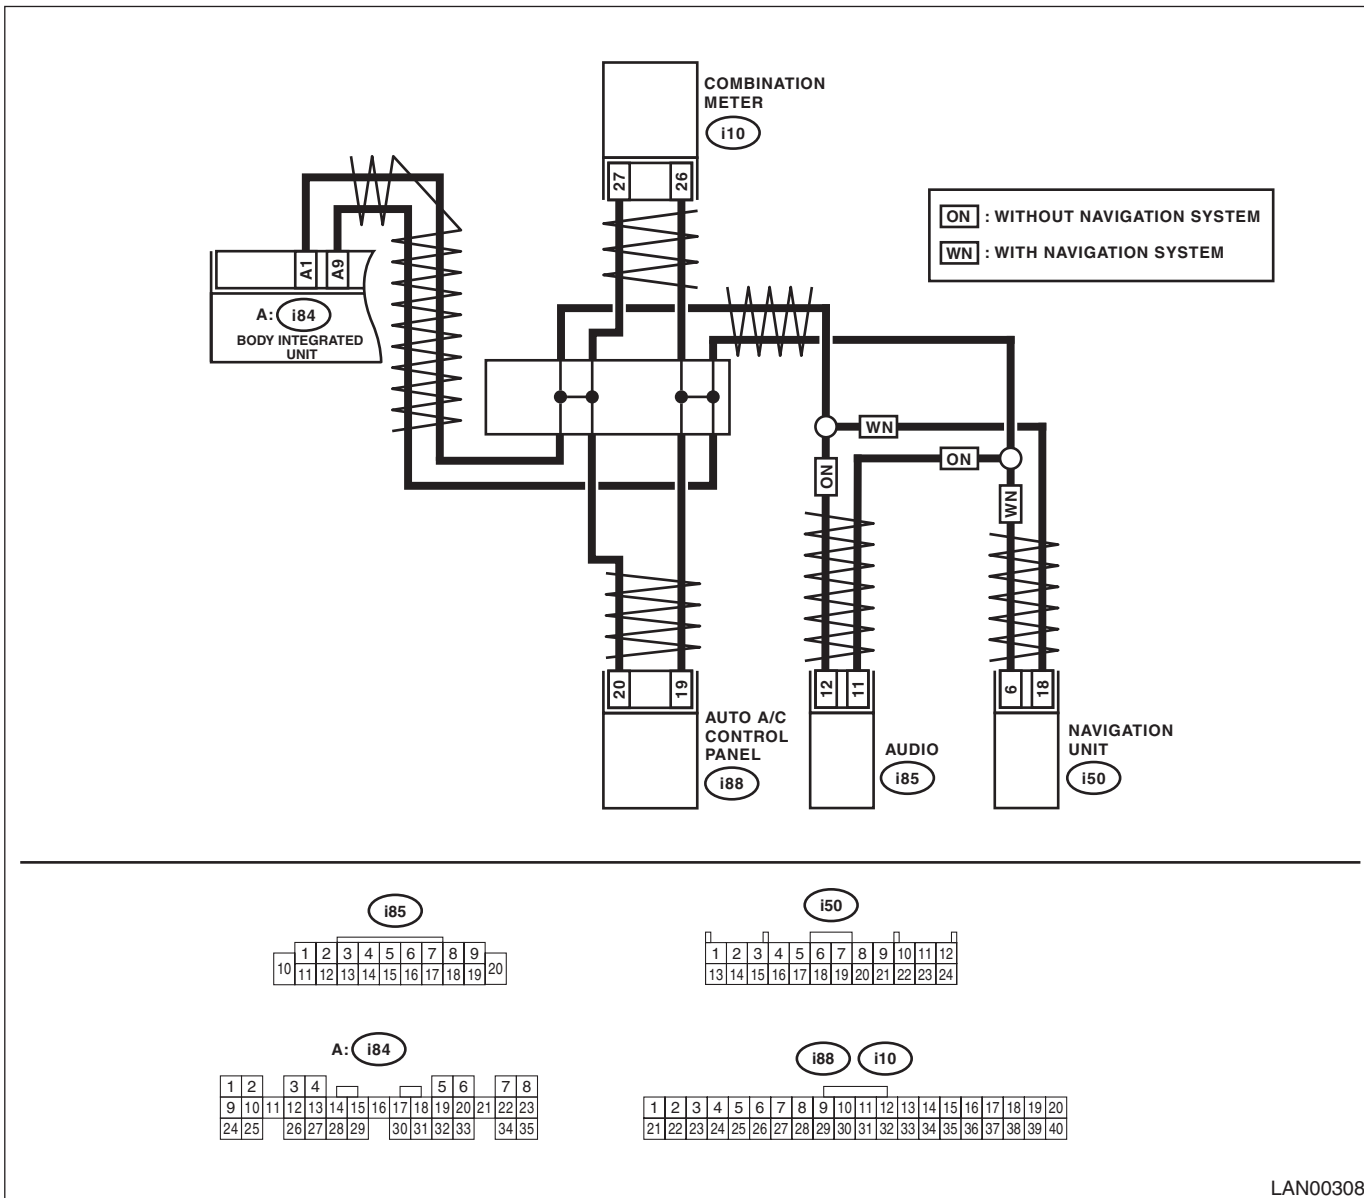 COMBINATION
METER
i10
27
26
ON : WITHOUT NAVIGATION SYSTEM
WN : WITH NAVIGATION SYSTEM
A1
A9
A: i84
BODY INTEGRATED
UNIT
WN
ON
ON
WN
20
19
12
11
6
18
AUTO A/C
CONTROL
PANEL
i88
AUDIO
i85
NAVIGATION
UNIT
i50
i85
1 2 3 4 5 6 7 8 9
10 11 12 13 14 15 16 17 18 19 20
i50
1 2 3 4 5 6 7 8 9 10 11 12
13 14 15 16 17 18 19 20 21 22 23 24
A: i84
1 2 3 4 5 6 7 8
9 10 11 12 13 14 15 16 17 18 19 20 21 22 23
24 25 26 27 28 29 30 31 32 33 34 35
i88 i10
1 2 3 4 5 6 7 8 9 10 11 12 13 14 15 16 17 18 19 20
21 22 23 24 25 26 27 28 29 30 31 32 33 34 35 36 37 38 39 40
LAN00308